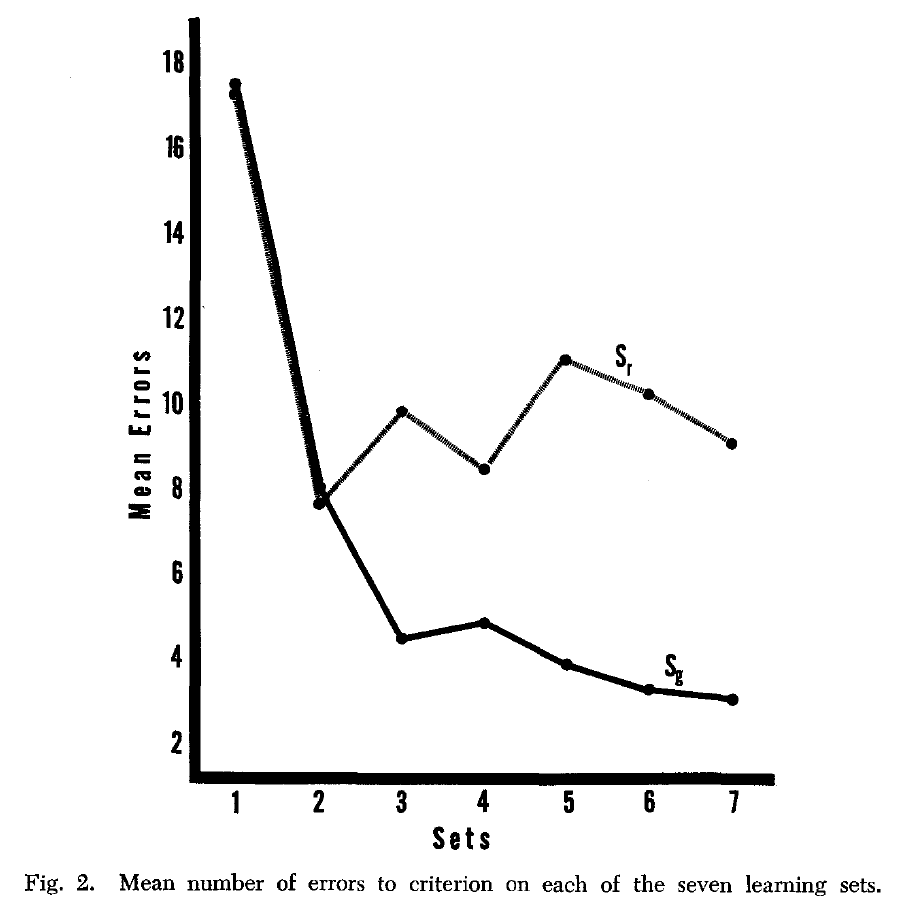 18
16
14
12
10
8
6
4
2
Mean Errors
Sr
Sg
1 2 3 4 5 6 7
Sets
Fig. 2. Mean number of errors to criterion on each of the seven learning sets.